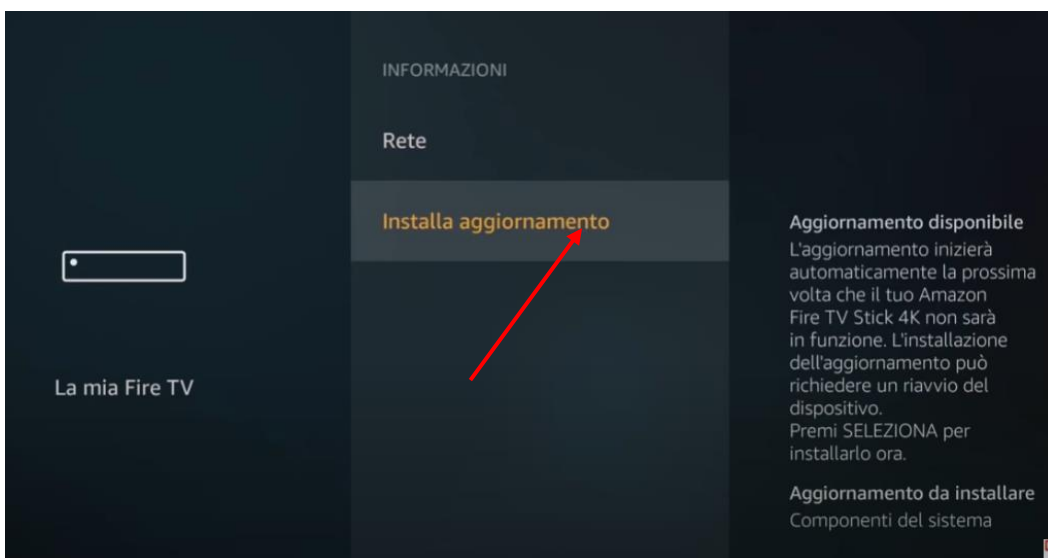 INFORMAZIONI
Rete
Installa aggiornamento
La mia Fire TV
Aggiornamento disponibile
L'aggiornamento inizierà
automaticamente la prossima
volta che il tuo Amazon
Fire TV Stick 4K non sarà
in funzione. L'installazione
dell'aggiornamento può
richiedere un riavvio del
dispositivo.
Premi SELEZIONA per
installarlo ora.
Aggiornamento da installare
Componenti del sistema